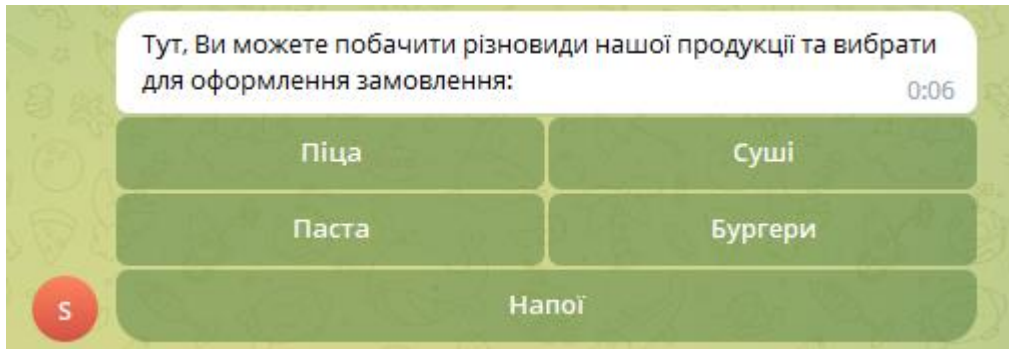 Тут, Ви можете побачити різновиди нашої продукції та вибрати
для оформлення замовлення:
0:06
Піца
Суші
Паста
Бургери
Напої
S